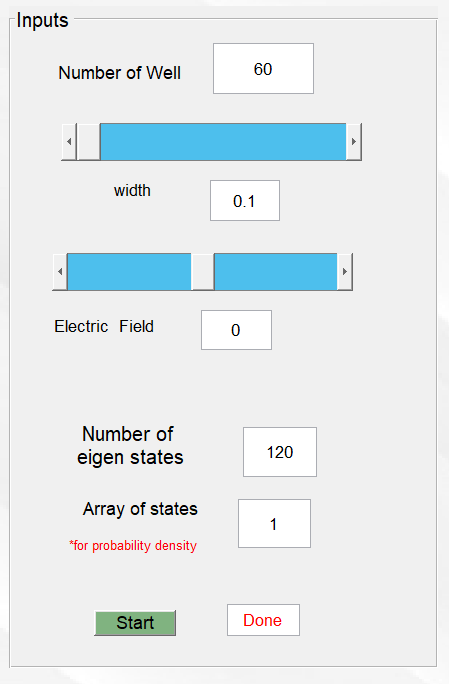 Inputs
Number of Well
60
width
0.1
Electric Field
0
Number of
eigen states
120
Array of states
1
*for probability density
Start
Done